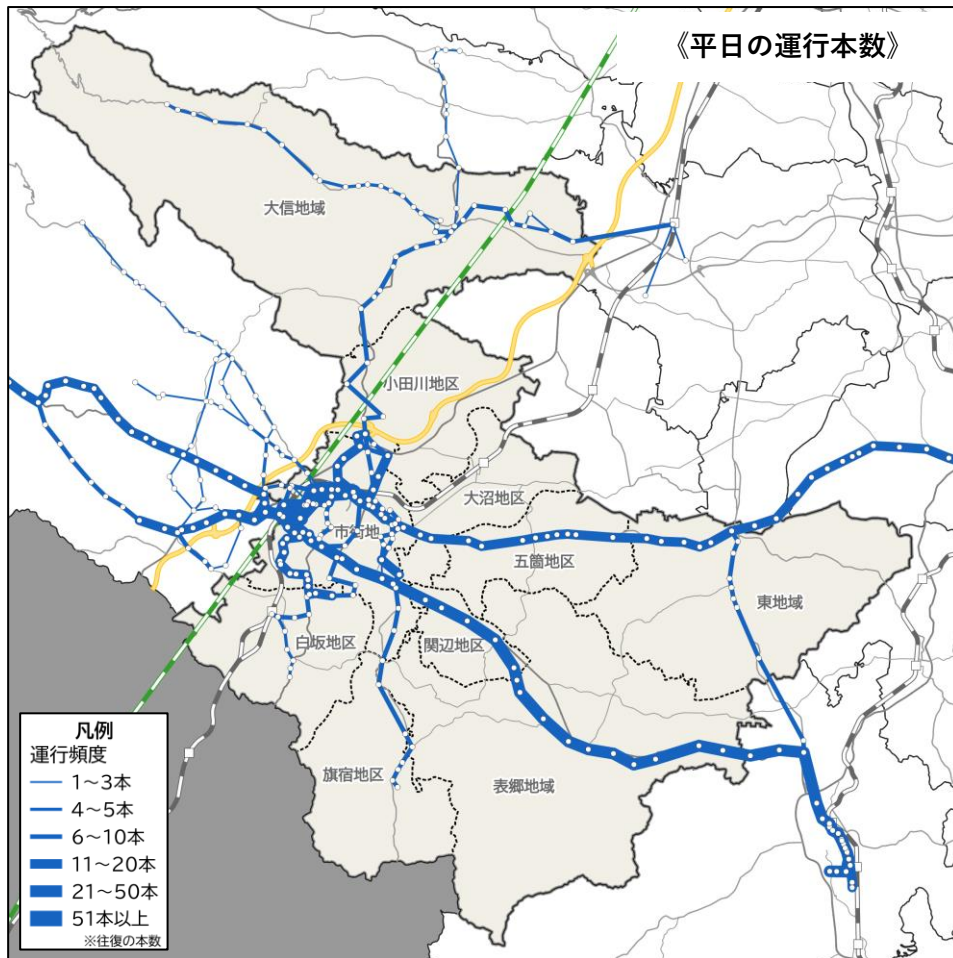 《平日の運行本数》
大信地域
小田川地区
大沼地区
市街地
五箇地区
東地域
白坂地区
関辺地区
旗宿地区
表郷地域
凡例
運行頻度
1～3本
4～5本
6～10本
11～20本
21～50本
51本以上
※往復の本数